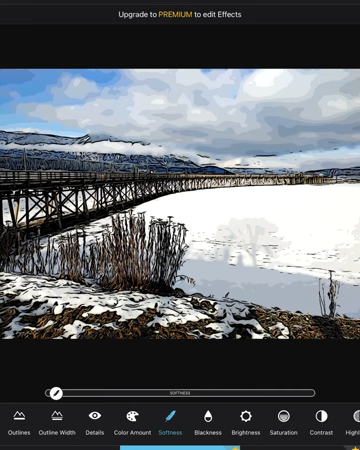 Upgrade to PREMIUM to edit Effects
SOFTNESS
Outlines
Outline Width
Details
Color Amount
Softness
Blackness
Brightness
Saturation
Contrast